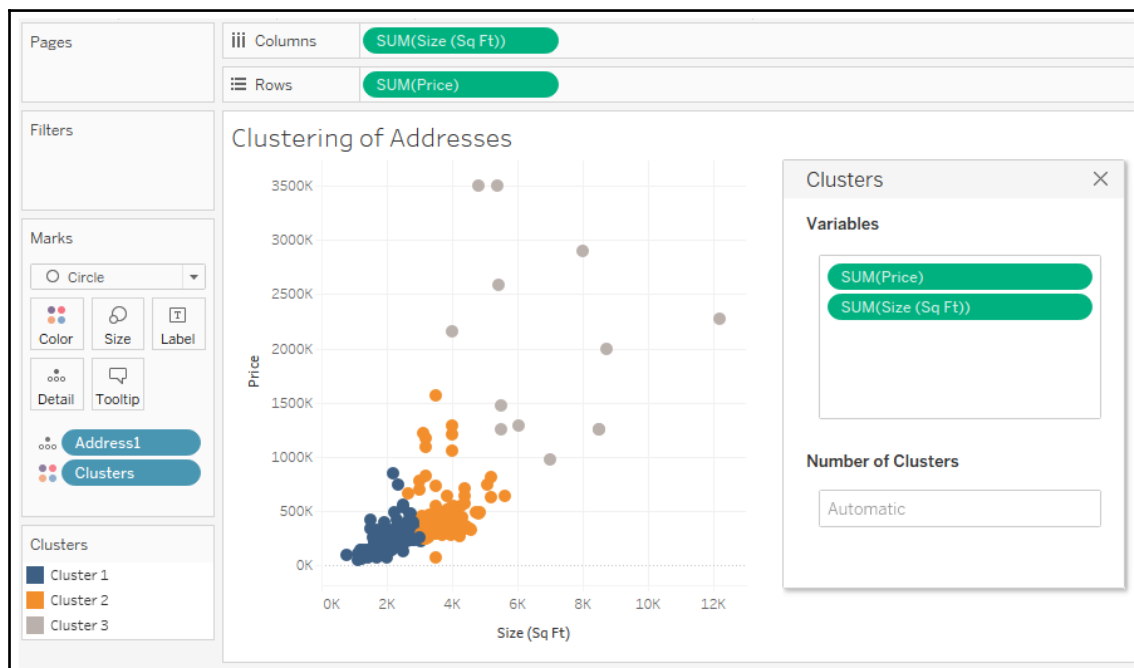 Pages
Columns
SUM(Size (Sq Ft))
Rows
SUM(Price)
Filters
Marks
Circle
Color
Size
Label
Detail
Tooltip
Address1
Clusters
Clusters
Cluster 1
Cluster 2
Cluster 3
Clustering of Addresses
3500K
3000K
2500K
2000K
1500K
1000K
500K
0K
Price
0K 2K 4K 6K 8K 10K 12K
Size (Sq Ft)
Clusters
Variables
SUM(Price)
SUM(Size (Sq Ft))
Number of Clusters
Automatic